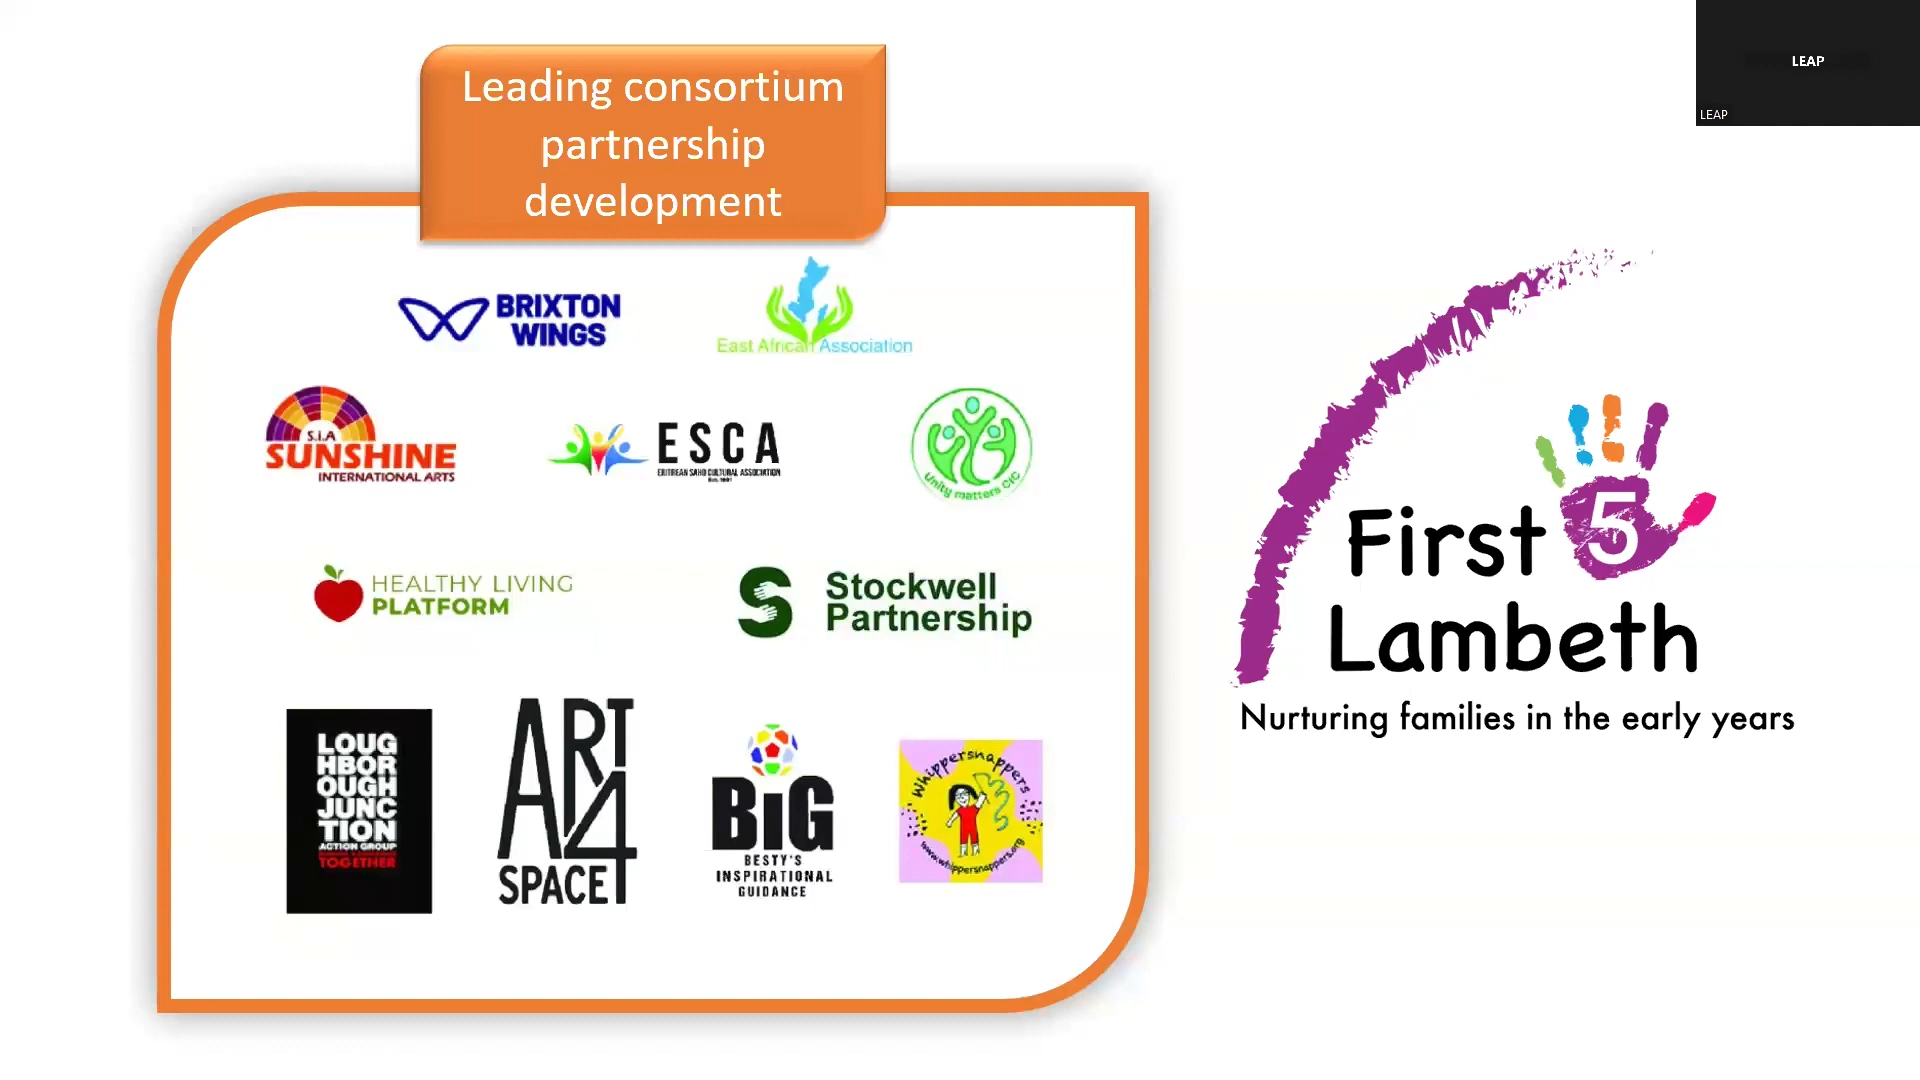 LEAP
LEAP
Leading consortium
partnership
development
BRIXTON
WINGS
East African Association
S.I.A
SUNSHINE
INTERNATIONAL ARTS
ESCA
ERITREAN SAHO CULTURAL ASSOCIATION
Est. 1991
Unity matters CIC
HEALTHY LIVING
PLATFORM
Stockwell
Partnership
LOUG
HBOR
OUGH
JUNC
TION
ACTION GROUP
TOGETHER
ART
4
SPACE
BiG
BESTY'S
INSPIRATIONAL
GUIDANCE
Whippersnappers
www.whippersnappers.org
First 5
Lambeth
Nurturing families in the early years